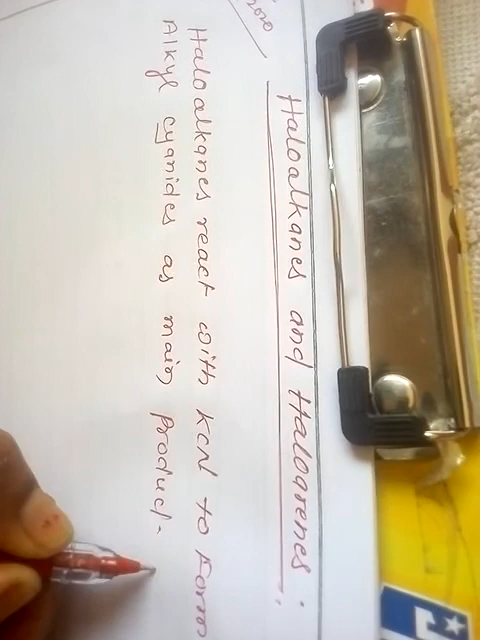 Haloalkanes and Haloarenes:
Haloalkanes react with KCN to Form
Alkyl cyanides as main product.